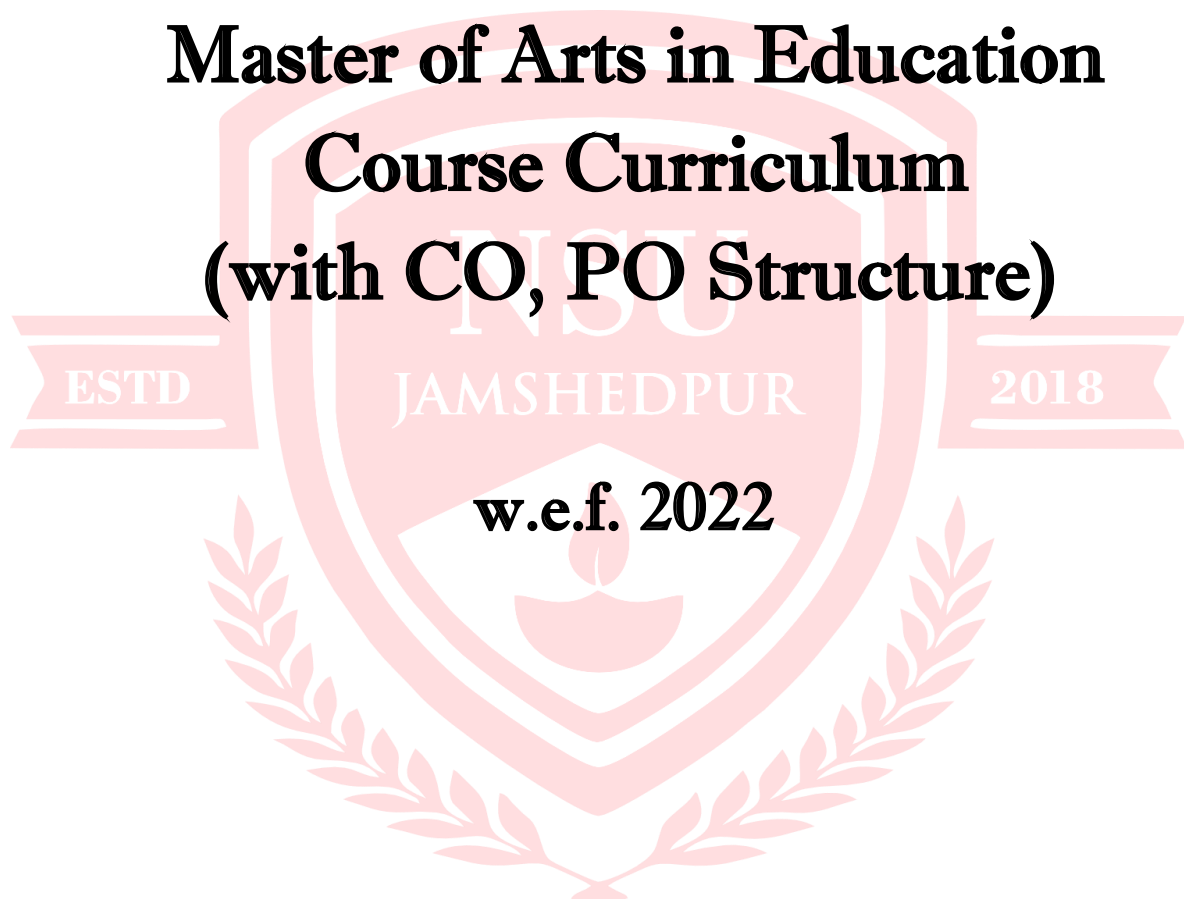 Master of Arts in Education
Course Curriculum
(with CO, PO Structure)
NSU
ESTD
JAMSHEDPUR
2018
w.e.f. 2022